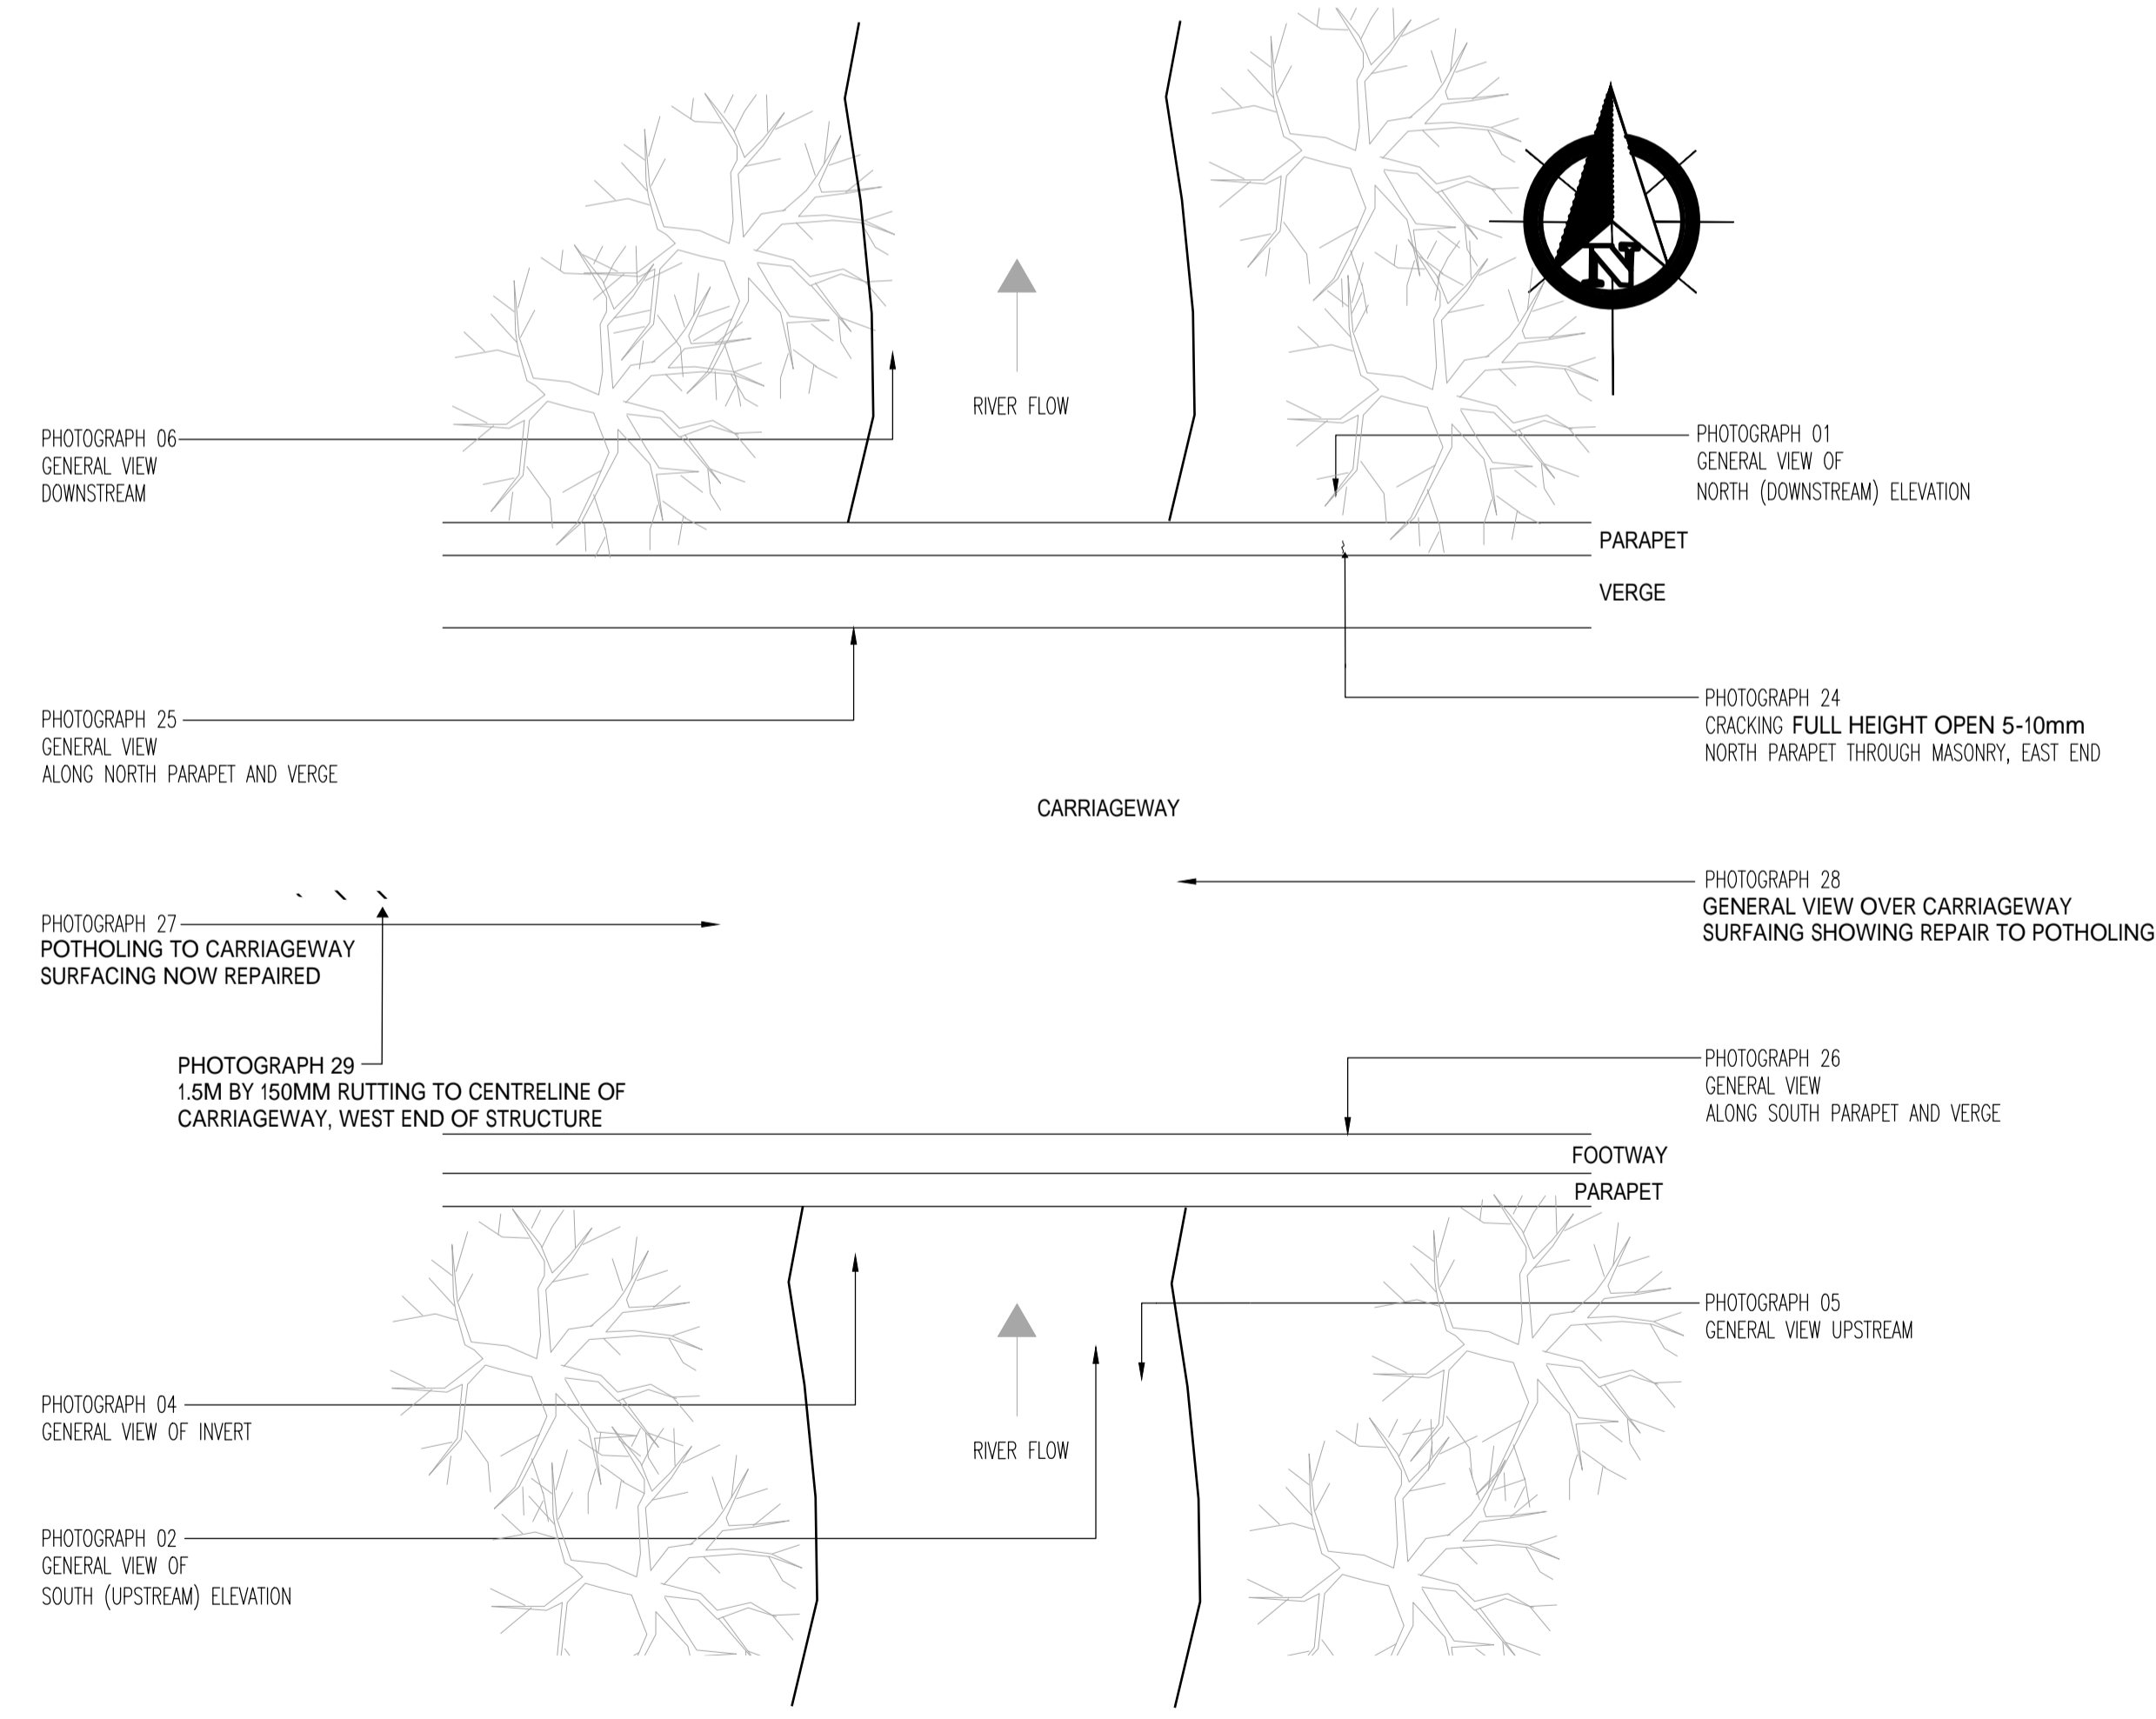 N
RIVER FLOW
PHOTOGRAPH 06
GENERAL VIEW
DOWNSTREAM
PHOTOGRAPH 01
GENERAL VIEW OF
NORTH (DOWNSTREAM) ELEVATION
PARAPET
VERGE
PHOTOGRAPH 25
GENERAL VIEW
ALONG NORTH PARAPET AND VERGE
PHOTOGRAPH 24
CRACKING FULL HEIGHT OPEN 5-10mm
NORTH PARAPET THROUGH MASONRY, EAST END
CARRIAGEWAY
PHOTOGRAPH 27
POTHOLING TO CARRIAGEWAY
SURFACING NOW REPAIRED
PHOTOGRAPH 28
GENERAL VIEW OVER CARRIAGEWAY
SURFAING SHOWING REPAIR TO POTHOLING
PHOTOGRAPH 29
1.5M BY 150MM RUTTING TO CENTRELINE OF
CARRIAGEWAY, WEST END OF STRUCTURE
PHOTOGRAPH 26
GENERAL VIEW
ALONG SOUTH PARAPET AND VERGE
FOOTWAY
PARAPET
PHOTOGRAPH 05
GENERAL VIEW UPSTREAM
PHOTOGRAPH 04
GENERAL VIEW OF INVERT
RIVER FLOW
PHOTOGRAPH 02
GENERAL VIEW OF
SOUTH (UPSTREAM) ELEVATION